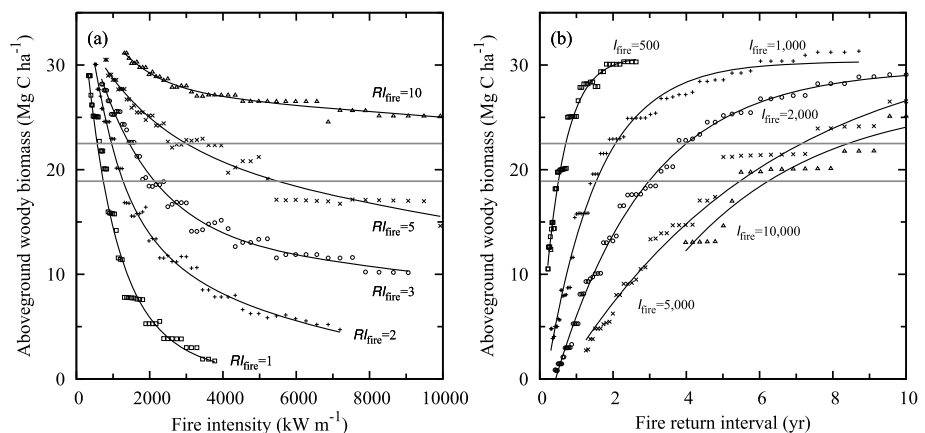 (a)
Aboveground woody biomass (Mg C ha⁻¹)
30
20
10
0
RIfire=10
RIfire=5
RIfire=3
RIfire=2
RIfire=1
0 2000 4000 6000 8000 10000
Fire intensity (kW m⁻¹)
(b)
Aboveground woody biomass (Mg C ha⁻¹)
30
20
10
0
Ifire=500
Ifire=1,000
Ifire=2,000
Ifire=10,000
Ifire=5,000
0 2 4 6 8 10
Fire return interval (yr)